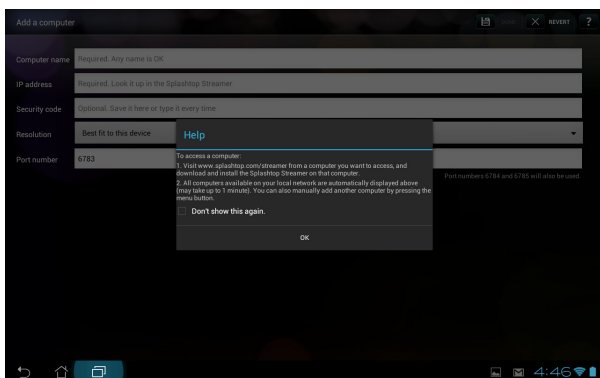 Add a computer
REVERT ?
Computer name Required. Any name is OK
IP address Required. Look it up in the Splashtop Streamer
Security code Optional. Save it here or type it every time
Resolution Best fit to this device
Port number 6783
Port numbers 6784 and 6785 will also be used.
Help
To access a computer:
1. Visit www.splashtop.com/streamer from a computer you want to access, and
download and install the Splashtop Streamer on that computer.
2. All computers available on your local network are automatically displayed above
(may take up to 1 minute). You can also manually add another computer by pressing the
menu button.
Don't show this again.
OK
4:46